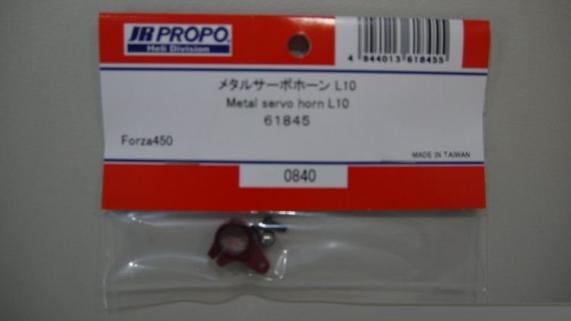 JR PROPO
Heli Division
4 944013 618455
メタルサーボホーン L10
Metal servo horn L10
61845
Forza450
MADE IN TAIWAN
0840